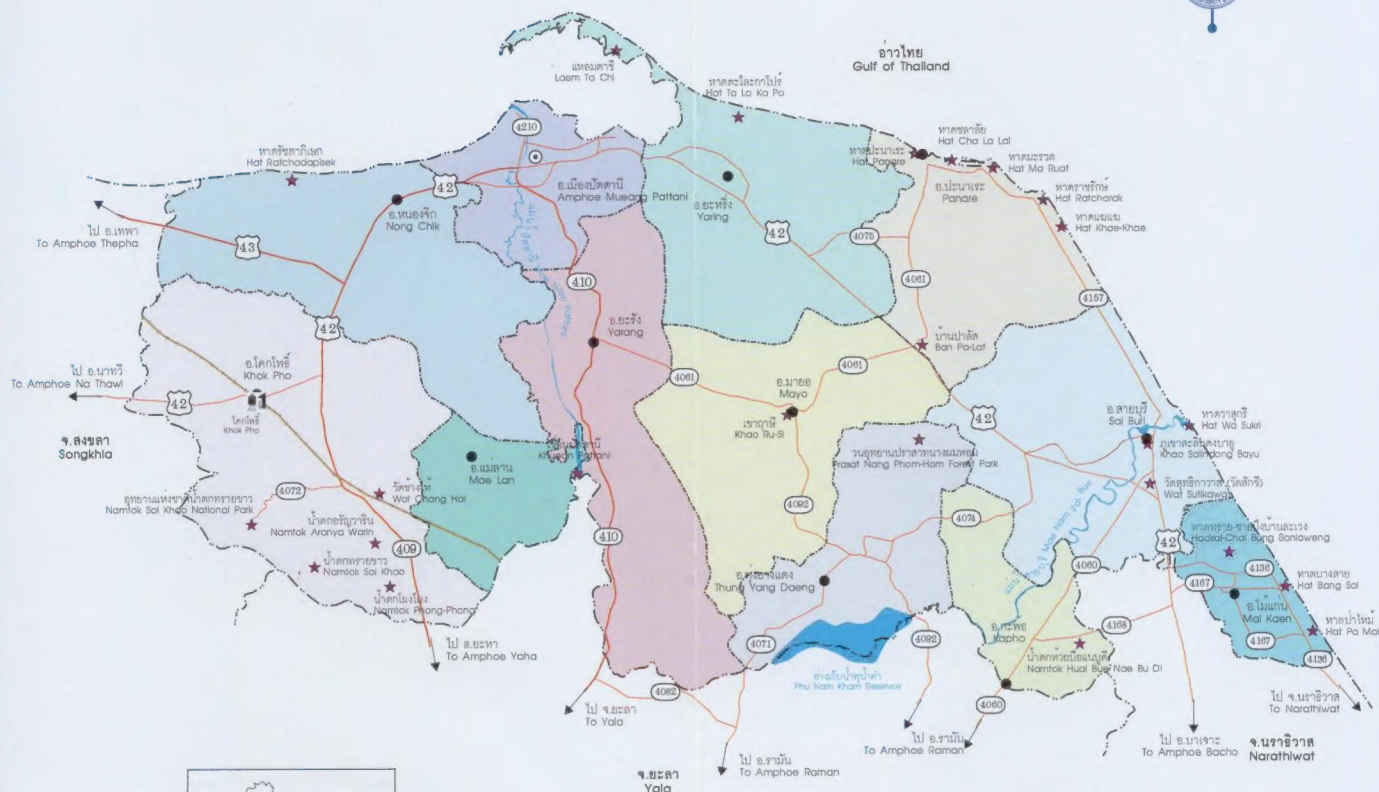 อ่าวไทย
Gulf of Thailand
แหลมตาชี
Laem Ta Chi
หาดตะโละกาโปร์
Hat Ta Lo Ka Po
4210
หาดรัชดาภิเษก
Hat Ratchadapisek
42
อ.เมืองปัตตานี
Amphoe Mueang Pattani
อ.หนองจิก
Nong Chik
อ.ยะหริ่ง
Yaring
หาดปะนาเระ
Hat Panare
หาดชลาลัย
Hat Cha La Lai
หาดมะรวด
Hat Ma Ruat
อ.ปะนาเระ
Panare
หาดราชรักษ์
Hat Ratcharak
หาดแฆแฆ
Hat Khae-Khae
ไป อ.เทพา
To Amphoe Thepha
43
42
4075
410
4061
4157
42
อ.ยะรัง
Yarang
บ้านปาลัส
Ban Pa-Lat
ไป อ.นาทวี
To Amphoe Na Thawi
42
อ.โคกโพธิ์
Khok Pho
โคกโพธิ์
Khok Pho
4061
อ.มายอ
Mayo
4061
เขาฤาษี
Khao Ru-Si
42
อ.สายบุรี
Sai Buri
หาดวาสุกรี
Hat Wa Sukri
จ.สงขลา
Songkhla
อ.แมลาน
Mae Lan
Khuean Pattani
วนอุทยานปราสาทนางผมหอม
Prasat Nang Phom-Hom Forest Park
Khao Salindong Bayu
วัดสุทธิกาวาส (วัดสักขี)
Wat Sutikawat
4072
วัดช้างให้
Wat Chong Hai
อุทยานแห่งชาติน้ำตกทรายขาว
Namtok Sai Khao National Park
น้ำตกอรัญวาริน
Namtok Aranya Warin
409
410
4092
4074
แม่น้ำสายบุรี Mae Nam Sai Buri
42
หาดทราย-ชายบึงบ้านละเวง
Hadsai-Chai Bung Banlaweng
น้ำตกทรายขาว
Namtok Sai Khao
น้ำตกโผงโผง
Namtok Phong-Phong
อ.ทุ่งยางแดง
Thung Yang Daeng
4060
4167
4136
หาดบางสาย
Hat Bang Sai
อ.ไม้แก่น
Mai Kaen
อ.กะพ้อ
Kapho
4168
4167
หาดป่าไหม้
Hat Pa Mai
4136
ไป อ.ยะหา
To Amphoe Yaha
4071
4092
น้ำตกห้วยบือแนบูดี
Namtok Huai Bue Nae Bu Di
4082
Phu Nam Kham Reservoir
4060
ไป จ.ยะลา
To Yala
ไป จ.นราธิวาส
To Narathiwat
ไป อ.รามัน
To Amphoe Raman
ไป อ.รามัน
To Amphoe Raman
ไป อ.บาเจาะ
To Amphoe Bacho
จ.นราธิวาส
Narathiwat
จ.ยะลา
Yala